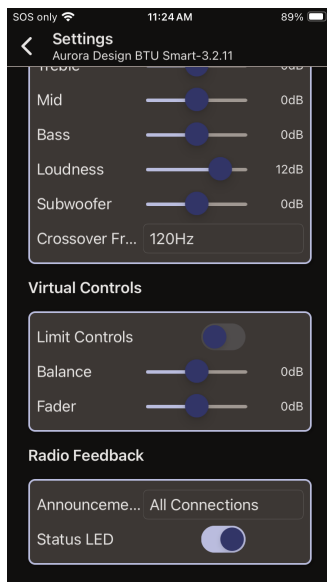 SOS only 11:24 AM 89%
Settings
Aurora Design BTU Smart-3.2.11
Treble 0dB
Mid 0dB
Bass 0dB
Loudness 12dB
Subwoofer 0dB
Crossover Fr... 120Hz
Virtual Controls
Limit Controls
Balance 0dB
Fader 0dB
Radio Feedback
Announceme... All Connections
Status LED